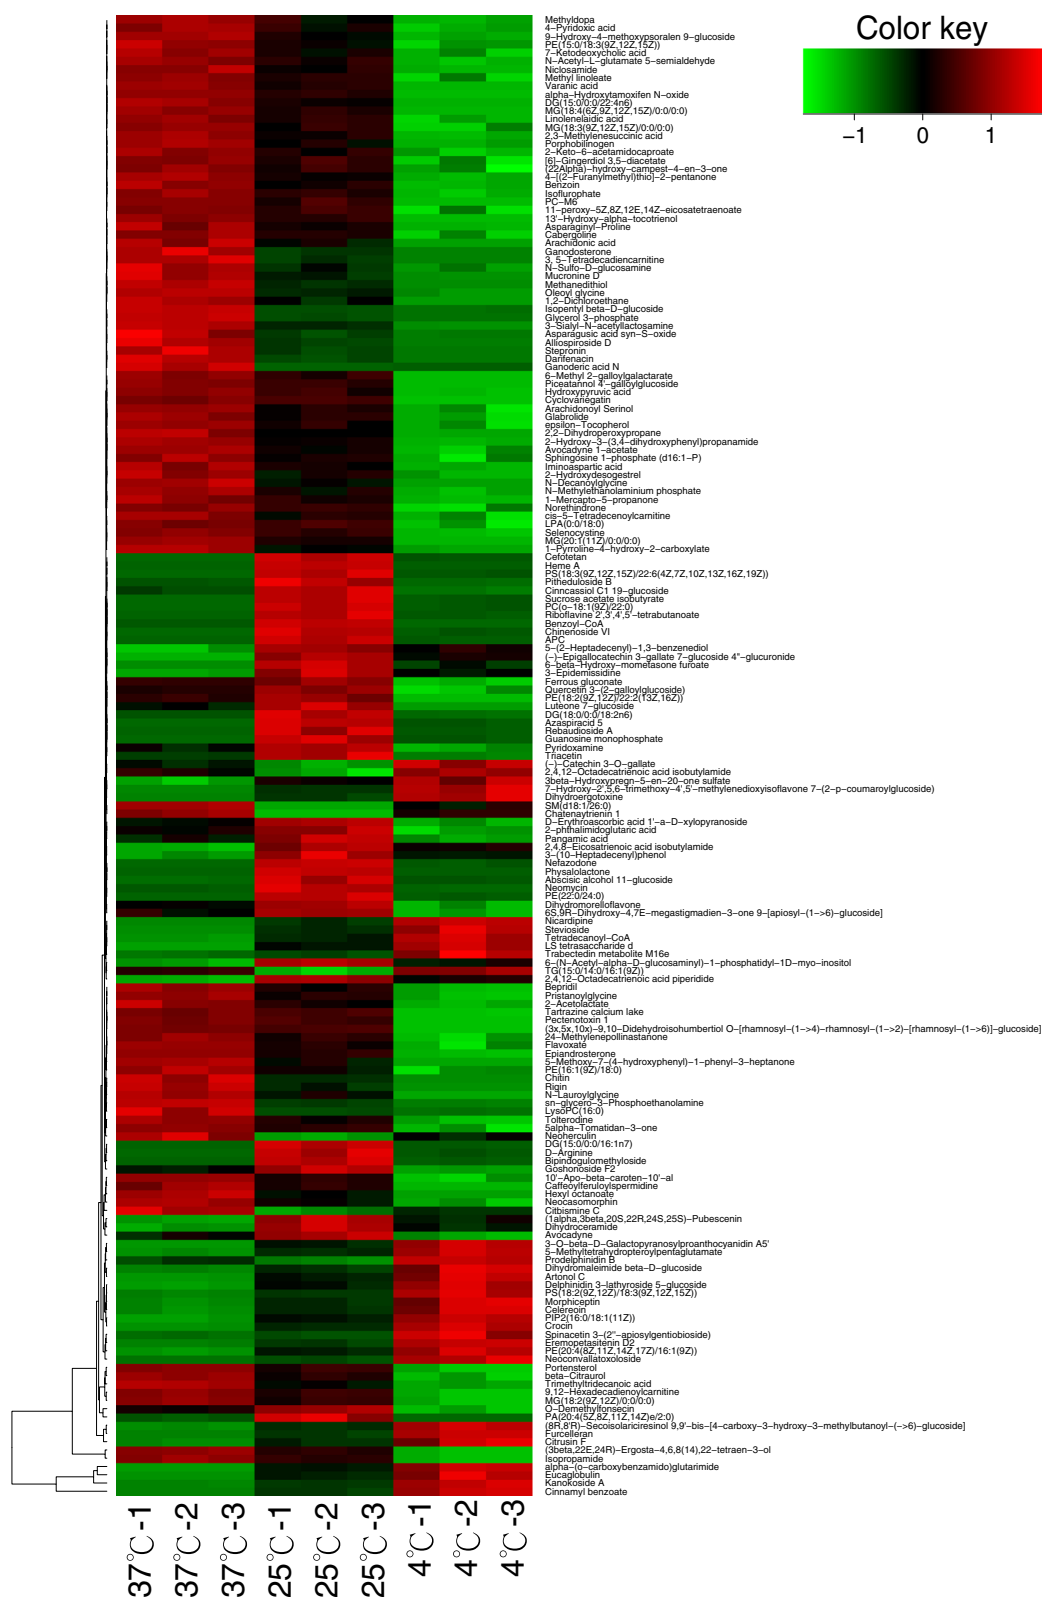 Color key
−1 0 1
Methyldopa
4−Pyridoxic acid
9−Hydroxy−4−methoxypsoralen 9−glucoside
PE(15:0/18:3(9Z,12Z,15Z))
7−Ketodeoxycholic acid
N−Acetyl−L−glutamate 5−semialdehyde
Niclosamide
Methyl linoleate
Varanic acid
alpha−Hydroxytamoxifen N−oxide
DG(15:0/0:0/22:4n6)
MG(18:4(6Z,9Z,12Z,15Z)/0:0/0:0)
Linolenelaidic acid
MG(18:3(9Z,12Z,15Z)/0:0/0:0)
2,3−Methylenesuccinic acid
Porphobilinogen
2−Keto−6−acetamidocaproate
[6]−Gingerdiol 3,5−diacetate
(22Alpha)−hydroxy−campest−4−en−3−one
4−[(2−Furanylmethyl)thio]−2−pentanone
Benzoin
Isoflurophate
PC−M6
11−peroxy−5Z,8Z,12E,14Z−eicosatetraenoate
13'−Hydroxy−alpha−tocotrienol
Asparaginyl−Proline
Cabergoline
Arachidonic acid
Ganodosterone
3, 5−Tetradecadiencarnitine
N−Sulfo−D−glucosamine
Mucronine D
Methanedithiol
Oleoyl glycine
1,2−Dichloroethane
Isopentyl beta−D−glucoside
Glycerol 3−phosphate
3−Sialyl−N−acetyllactosamine
Asparagusic acid syn−S−oxide
Alliospiroside D
Stepronin
Darifenacin
Ganoderic acid N
6−Methyl 2−galloylgalactarate
Piceatannol 4'−galloylglucoside
Hydroxypyruvic acid
Cyclovariegatin
Arachidonoyl Serinol
Glabrolide
epsilon−Tocopherol
2,2−Dihydroperoxypropane
2−Hydroxy−3−(3,4−dihydroxyphenyl)propanamide
Avocadyne 1−acetate
Sphingosine 1−phosphate (d16:1−P)
Iminoaspartic acid
2−Hydroxydesogestrel
N−Decanoylglycine
N−Methylethanolaminium phosphate
1−Mercapto−5−propanone
Norethindrone
cis−5−Tetradecenoylcarnitine
LPA(0:0/18:0)
Selenocystine
MG(20:1(11Z)/0:0/0:0)
1−Pyrroline−4−hydroxy−2−carboxylate
Cefotetan
Heme A
PS(18:3(9Z,12Z,15Z)/22:6(4Z,7Z,10Z,13Z,16Z,19Z))
Pitheduloside B
Cinncassiol C1 19−glucoside
Sucrose acetate isobutyrate
PC(o−18:1(9Z)/22:0)
Riboflavine 2',3',4',5'−tetrabutanoate
Benzoyl−CoA
Chinenoside VI
APC
5−(2−Heptadecenyl)−1,3−benzenediol
(−)−Epigallocatechin 3−gallate 7−glucoside 4''−glucuronide
6−beta−Hydroxy−mometasone furoate
3−Epidemissidine
Ferrous gluconate
Quercetin 3−(2−galloylglucoside)
PE(18:2(9Z,12Z)/22:2(13Z,16Z))
Luteone 7−glucoside
DG(18:0/0:0/18:2n6)
Azaspiracid 5
Rebaudioside A
Guanosine monophosphate
Pyridoxamine
Triacetin
(−)−Catechin 3−O−gallate
2,4,12−Octadecatrienoic acid isobutylamide
3beta−Hydroxypregn−5−en−20−one sulfate
7−Hydroxy−2',5,6−trimethoxy−4',5'−methylenedioxyisoflavone 7−(2−p−coumaroylglucoside)
Dihydroergotoxine
SM(d18:1/26:0)
Chatenaytrienin 1
D−Erythroascorbic acid 1'−a−D−xylopyranoside
2−phthalimidoglutaric acid
Pangamic acid
2,4,8−Eicosatrienoic acid isobutylamide
3−(10−Heptadecenyl)phenol
Nefazodone
Physalolactone
Abscisic alcohol 11−glucoside
Neomycin
PE(22:0/24:0)
Dihydromorelloflavone
6S,9R−Dihydroxy−4,7E−megastigmadien−3−one 9−[apiosyl−(1−>6)−glucoside]
Nicardipine
Stevioside
Tetradecanoyl−CoA
LS tetrasaccharide d
Trabectedin metabolite M16e
6−(N−Acetyl−alpha−D−glucosaminyl)−1−phosphatidyl−1D−myo−inositol
TG(15:0/14:0/16:1(9Z))
2,4,12−Octadecatrienoic acid piperidide
Bepridil
Pristanoylglycine
2−Acetolactate
Tartrazine calcium lake
Pectenotoxin 1
(3x,5x,10x)−9,10−Didehydroisohumbertiol O−[rhamnosyl−(1−>4)−rhamnosyl−(1−>2)−[rhamnosyl−(1−>6)]−glucoside]
24−Methylenepollinastanone
Flavoxate
Epiandrosterone
5−Methoxy−7−(4−hydroxyphenyl)−1−phenyl−3−heptanone
PE(16:1(9Z)/18:0)
Chitin
Rigin
N−Lauroylglycine
sn−glycero−3−Phosphoethanolamine
LysoPC(16:0)
Tolterodine
5alpha−Tomatidan−3−one
Neoherculin
DG(15:0/0:0/16:1n7)
D−Arginine
Bipindogulomethyloside
Goshonoside F2
10'−Apo−beta−caroten−10'−al
Caffeoylferuloylspermidine
Hexyl octanoate
Neocasomorphin
Citbismine C
(1alpha,3beta,20S,22R,24S,25S)−Pubescenin
Dihydroceramide
Avocadyne
3−O−beta−D−Galactopyranosylproanthocyanidin A5'
5−Methyltetrahydropteroylpentaglutamate
Prodelphinidin B
Dihydromaleimide beta−D−glucoside
Artonol C
Delphinidin 3−lathyroside 5−glucoside
PS(18:2(9Z,12Z)/18:3(9Z,12Z,15Z))
Morphiceptin
Celereoin
PIP2(16:0/18:1(11Z))
Crocin
Spinacetin 3−(2''−apiosylgentiobioside)
Eremopetasitenin D2
PE(20:4(8Z,11Z,14Z,17Z)/16:1(9Z))
Neoconvallatoxoloside
Portensterol
beta−Citraurol
Trimethyltridecanoic acid
9,12−Hexadecadienoylcarnitine
MG(18:2(9Z,12Z)/0:0/0:0)
O−Demethylfonsecin
PA(20:4(5Z,8Z,11Z,14Z)e/2:0)
(8R,8'R)−Secoisolariciresinol 9,9'−bis−[4−carboxy−3−hydroxy−3−methylbutanoyl−(−>6)−glucoside]
Furcelleran
Citrusin F
(3beta,22E,24R)−Ergosta−4,6,8(14),22−tetraen−3−ol
Isopropamide
alpha−(o−carboxybenzamido)glutarimide
Eucaglobulin
Kanokoside A
Cinnamyl benzoate
37℃-1
37℃-2
37℃-3
25℃-1
25℃-2
25℃-3
4℃-1
4℃-2
4℃-3